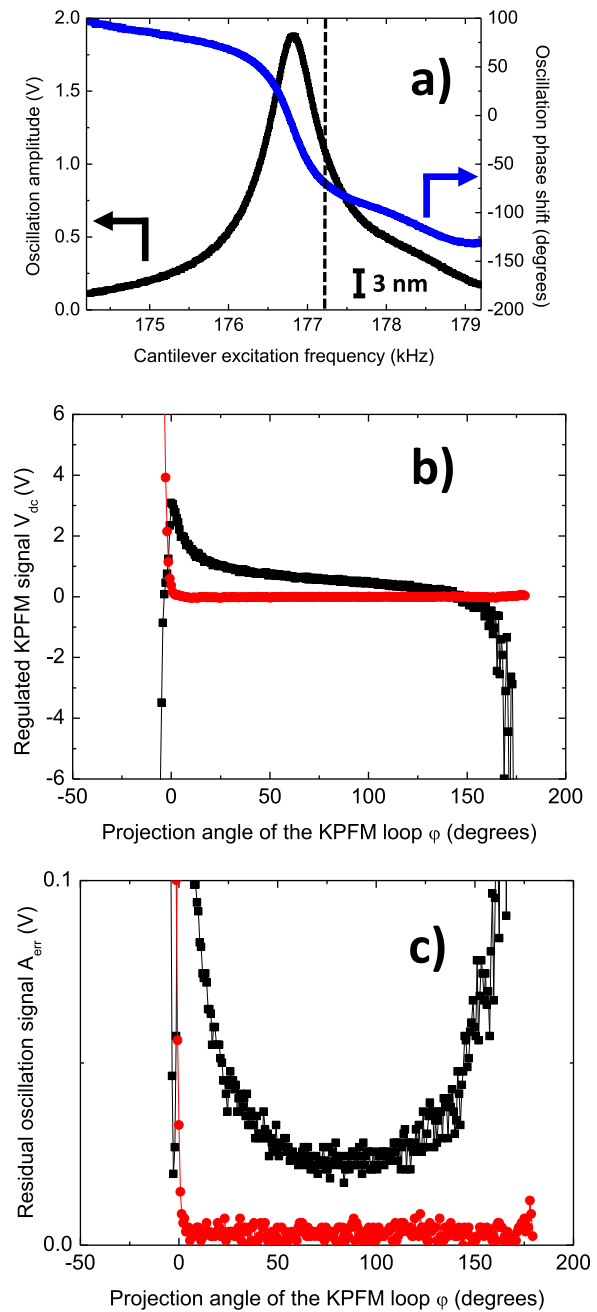 2.0
1.5
1.0
0.5
0.0
Oscillation amplitude (V)
a)
3 nm
100
50
0
-50
-100
-150
-200
Oscillation phase shift (degrees)
175 176 177 178 179
Cantilever excitation frequency (kHz)
6
4
2
0
-2
-4
-6
Regulated KPFM signal V dc (V)
b)
-50 0 50 100 150 200
Projection angle of the KPFM loop φ (degrees)
0.1
0.0
Residual oscillation signal A err (V)
c)
-50 0 50 100 150 200
Projection angle of the KPFM loop φ (degrees)